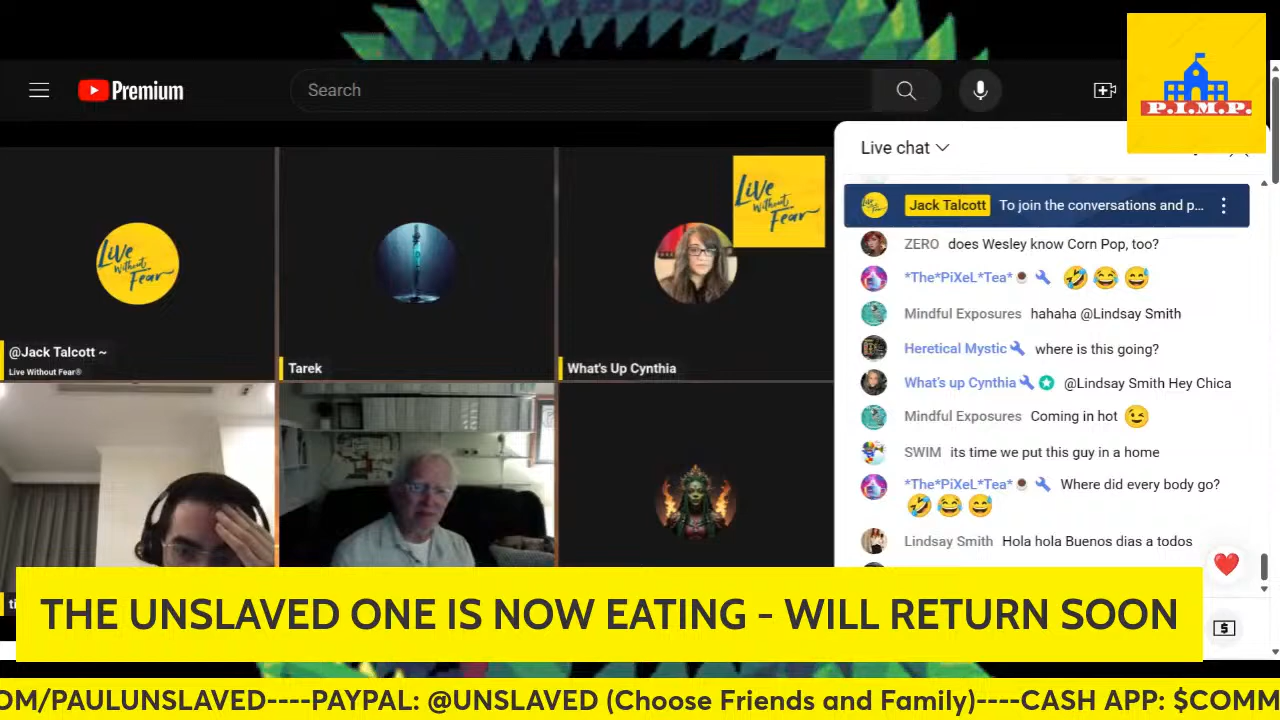 Premium
Search
P.I.M.P.
Live chat
Live Without Fear
Live Without Fear
Jack Talcott To join the conversations and p...
ZERO does Wesley know Corn Pop, too?
*The*PiXeL*Tea* 🤣😂😅
Mindful Exposures hahaha @Lindsay Smith
Heretical Mystic where is this going?
What's up Cynthia @Lindsay Smith Hey Chica
Mindful Exposures Coming in hot 😉
SWIM its time we put this guy in a home
*The*PiXeL*Tea* Where did every body go?
🤣😂😅
Lindsay Smith Hola hola Buenos dias a todos
@Jack Talcott ~
Live Without Fear®
Tarek
What's Up Cynthia
THE UNSLAVED ONE IS NOW EATING - WILL RETURN SOON
OM/PAULUNSLAVED----PAYPAL: @UNSLAVED (Choose Friends and Family)----CASH APP: $COMM